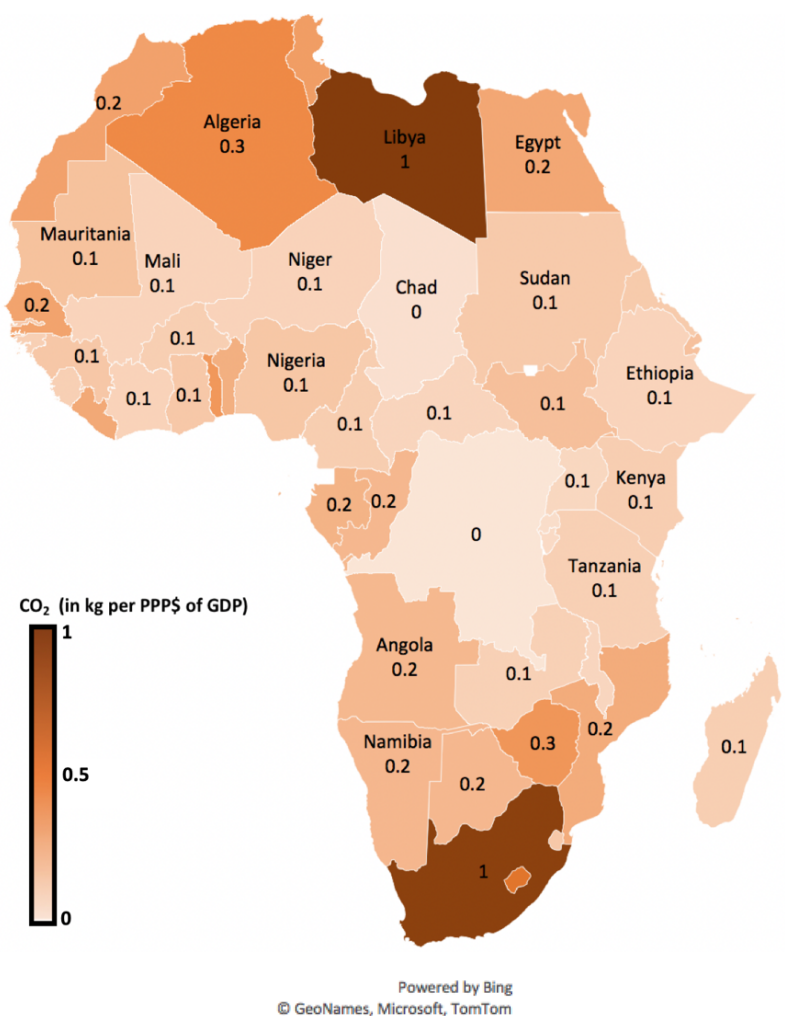 0.2
Algeria
0.3
Libya
1
Egypt
0.2
Mauritania
0.1
Mali
0.1
Niger
0.1
Chad
0
Sudan
0.1
0.2
0.1
0.1
Nigeria
0.1
Ethiopia
0.1
0.1
0.1
0.1
0.1
0.1
0.2
0.2
0.1
Kenya
0.1
0
Tanzania
0.1
Angola
0.2
0.1
Namibia
0.2
0.2
0.3
0.2
0.1
1
CO₂ (in kg per PPP$ of GDP)
1
0.5
0
Powered by Bing
© GeoNames, Microsoft, TomTom